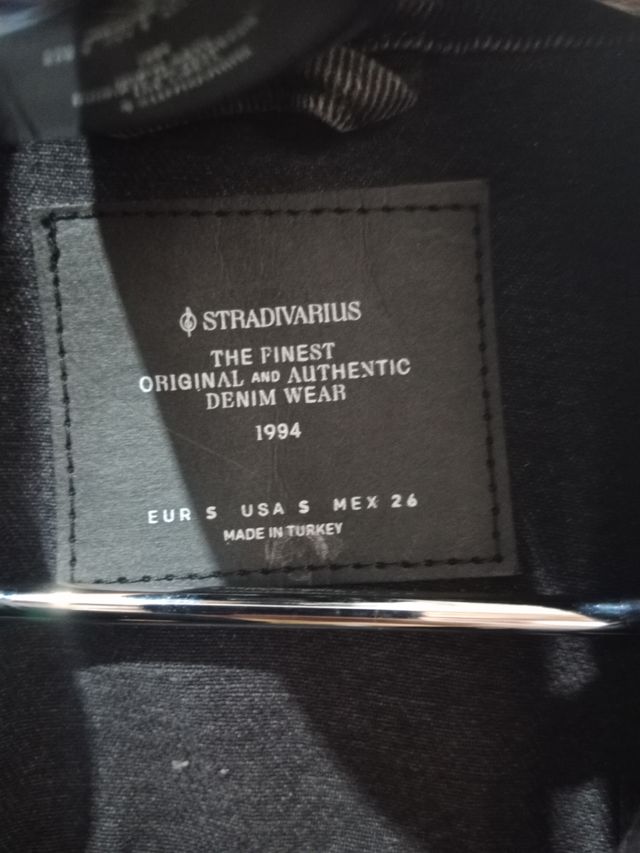 STRADIVARIUS
THE FINEST
ORIGINAL AND AUTHENTIC
DENIM WEAR
1994
EUR S USA S MEX 26
MADE IN TURKEY